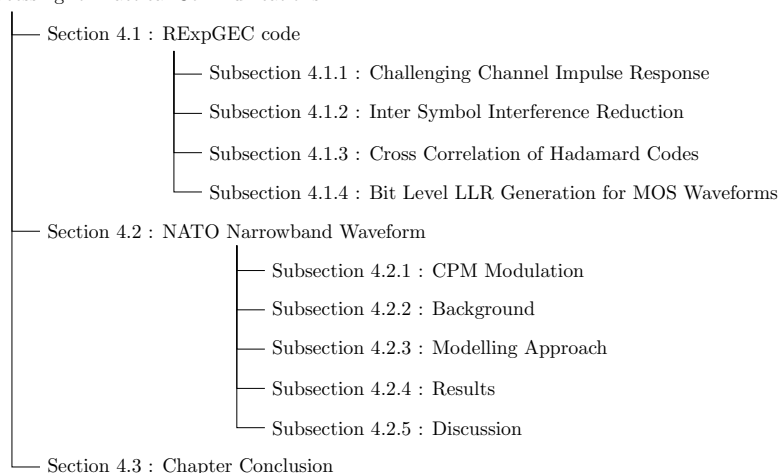 Section 4.1 : RExpGEC code
Subsection 4.1.1 : Challenging Channel Impulse Response
Subsection 4.1.2 : Inter Symbol Interference Reduction
Subsection 4.1.3 : Cross Correlation of Hadamard Codes
Subsection 4.1.4 : Bit Level LLR Generation for MOS Waveforms
Section 4.2 : NATO Narrowband Waveform
Subsection 4.2.1 : CPM Modulation
Subsection 4.2.2 : Background
Subsection 4.2.3 : Modelling Approach
Subsection 4.2.4 : Results
Subsection 4.2.5 : Discussion
Section 4.3 : Chapter Conclusion